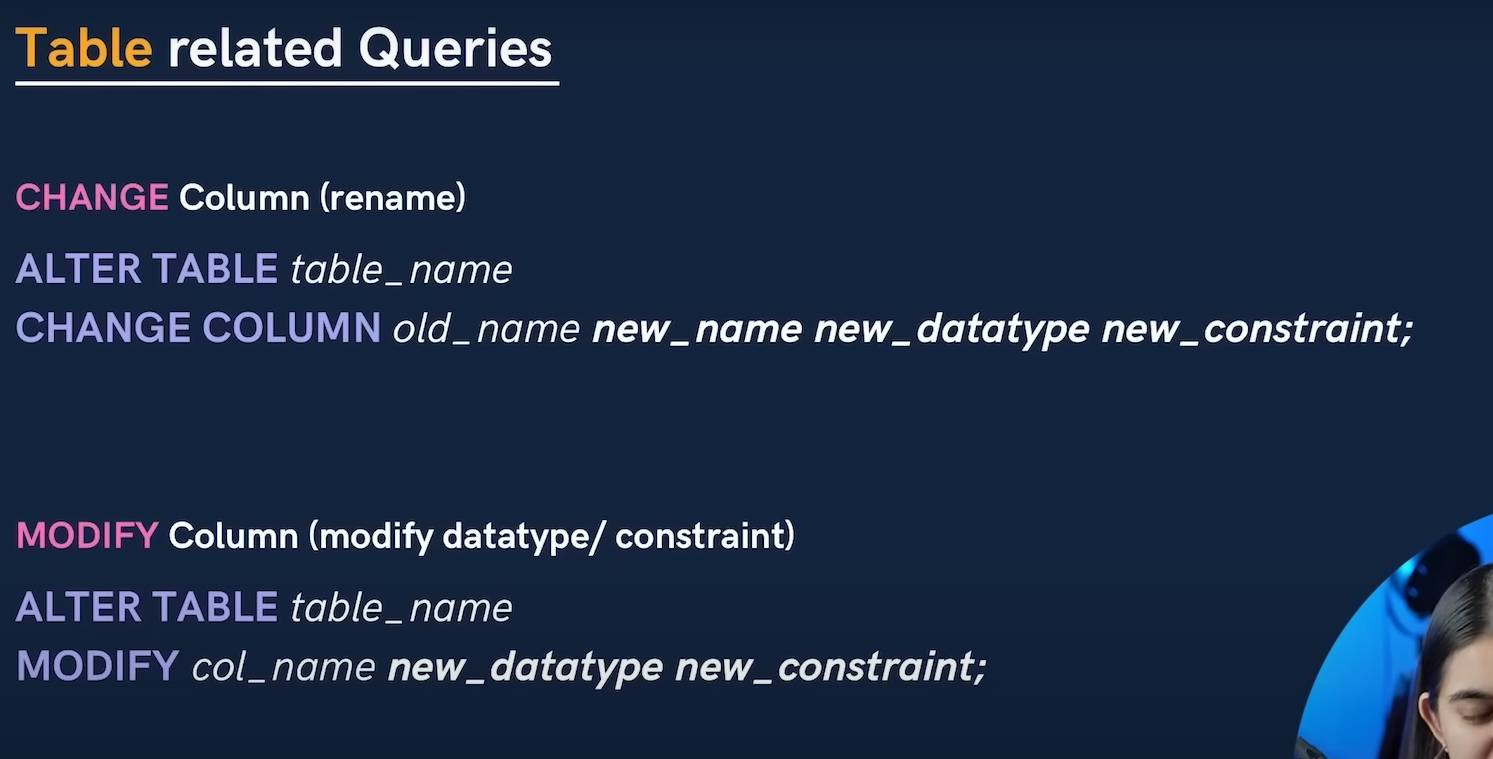 Table related Queries
CHANGE Column (rename)
ALTER TABLE table_name
CHANGE COLUMN old_name new_name new_datatype new_constraint;
MODIFY Column (modify datatype/ constraint)
ALTER TABLE table_name
MODIFY col_name new_datatype new_constraint;